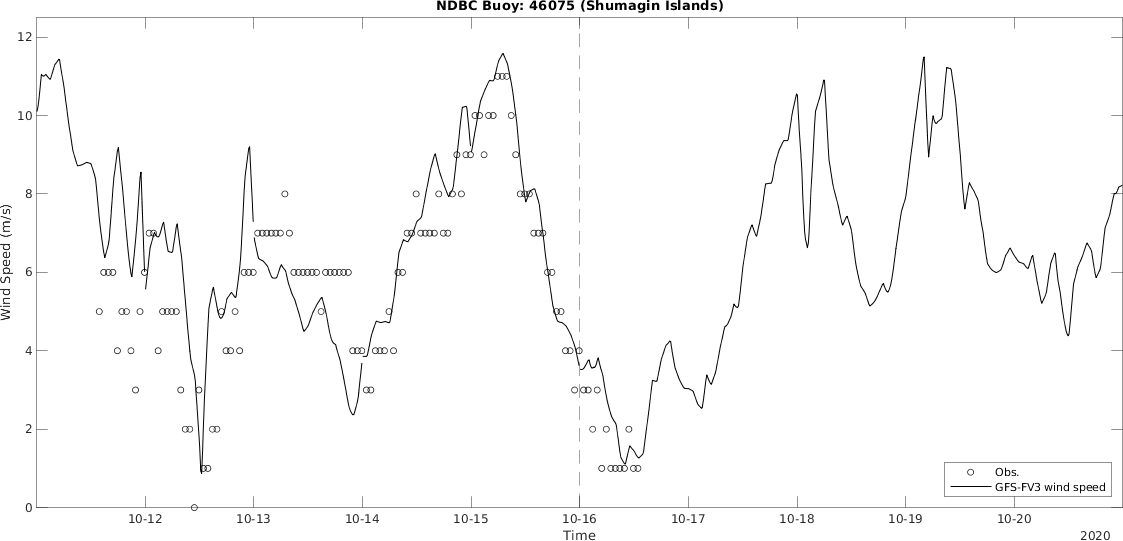 NDBC Buoy: 46075 (Shumagin Islands)
Wind Speed (m/s)
12
10
8
6
4
2
0
10-12 10-13 10-14 10-15 10-16 10-17 10-18 10-19 10-20
Time
2020
Obs.
GFS-FV3 wind speed